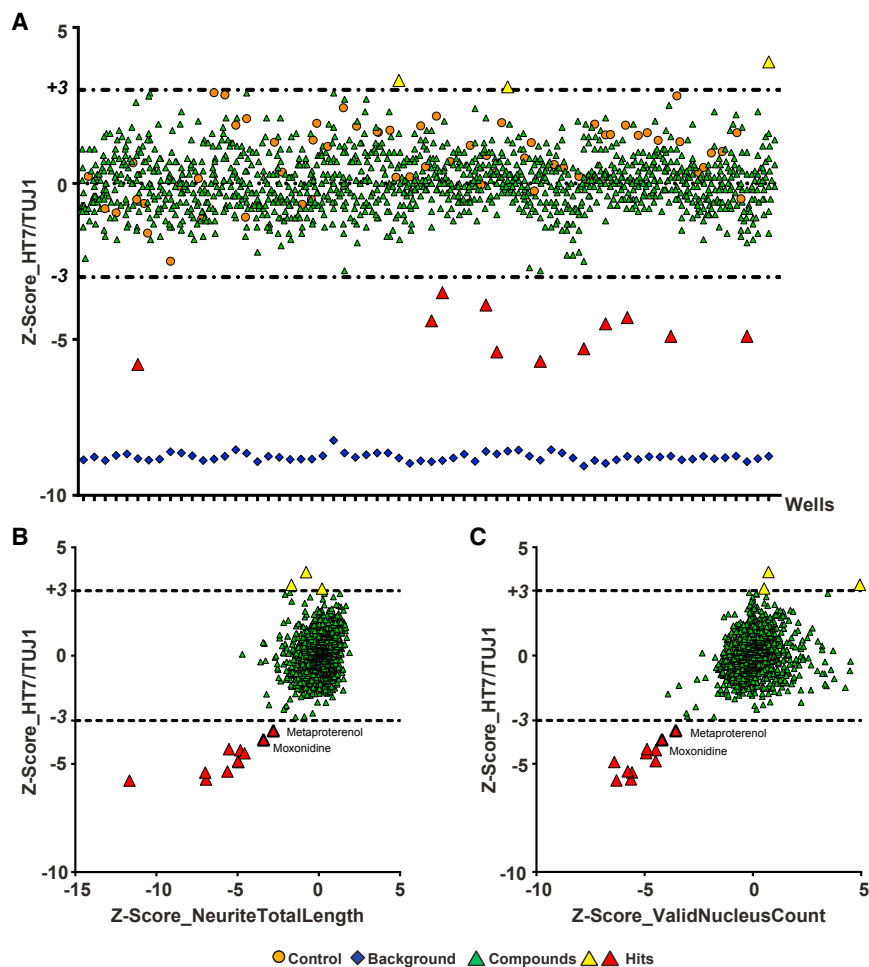 A
5
+3
0
-3
-5
-10
Z-Score_HT7/TUJ1
Wells
B
5
+3
0
-3
-5
-10
Z-Score_HT7/TUJ1
Metaproterenol
Moxonidine
-15 -10 -5 0 5
Z-Score_NeuriteTotalLength
C
5
+3
0
-3
-5
-10
Z-Score_HT7/TUJ1
Metaproterenol
Moxonidine
-10 -5 0 5
Z-Score_ValidNucleusCount
Control Background Compounds Hits